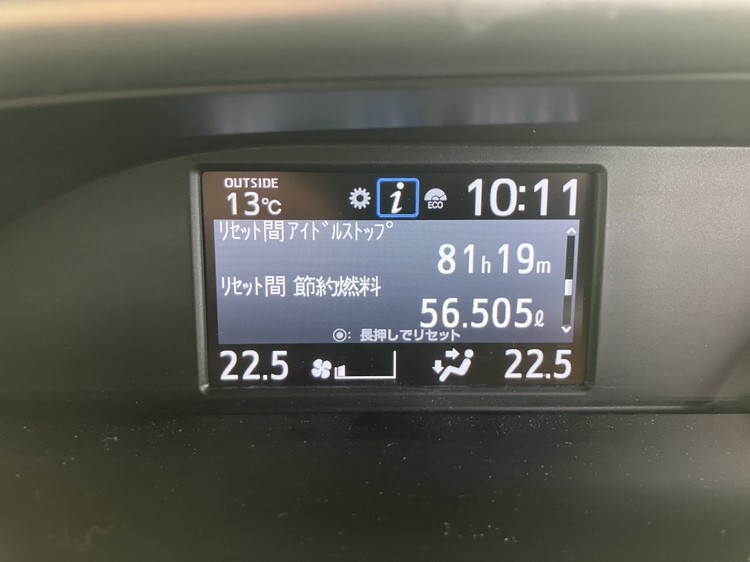 OUTSIDE
13℃ i ECO 10:11
リセット間アイドルストップ
81h19m
リセット間 節約燃料
56.505ℓ
◉: 長押しでリセット
22.5 22.5